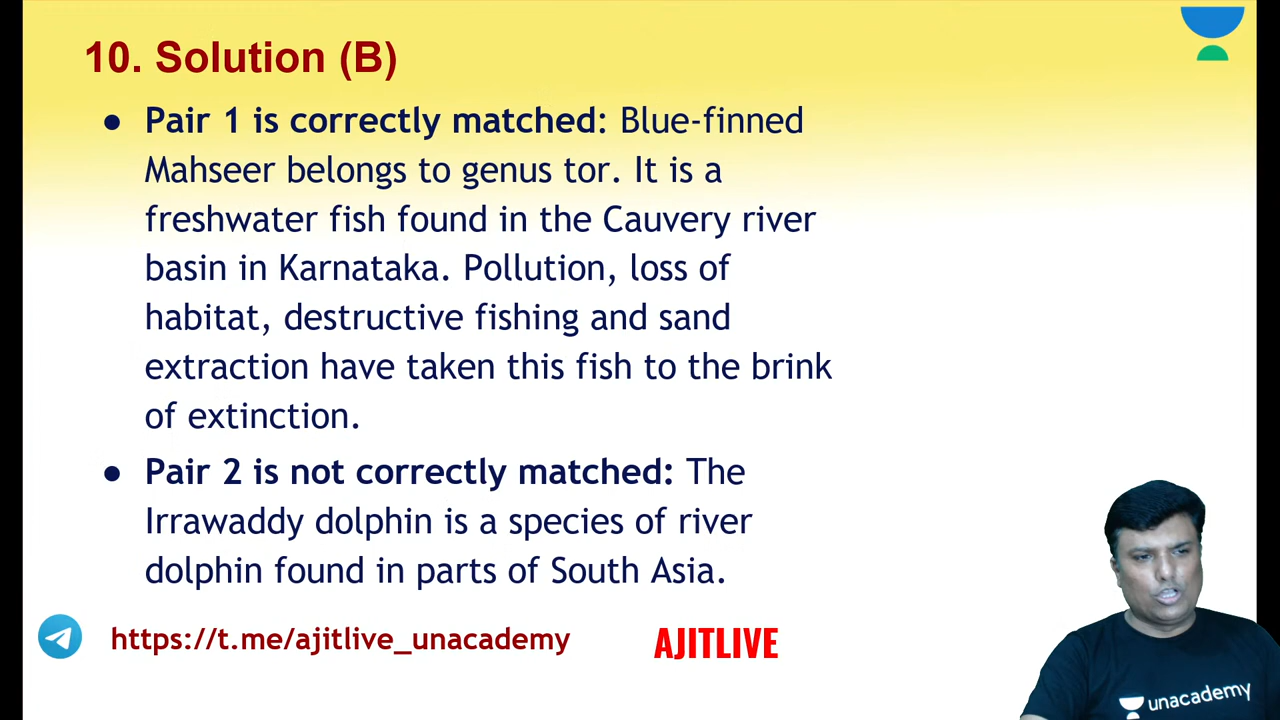 10. Solution (B)
● Pair 1 is correctly matched: Blue-finned
Mahseer belongs to genus tor. It is a
freshwater fish found in the Cauvery river
basin in Karnataka. Pollution, loss of
habitat, destructive fishing and sand
extraction have taken this fish to the brink
of extinction.
● Pair 2 is not correctly matched: The
Irrawaddy dolphin is a species of river
dolphin found in parts of South Asia.
https://t.me/ajitlive_unacademy
AJITLIVE
unacademy